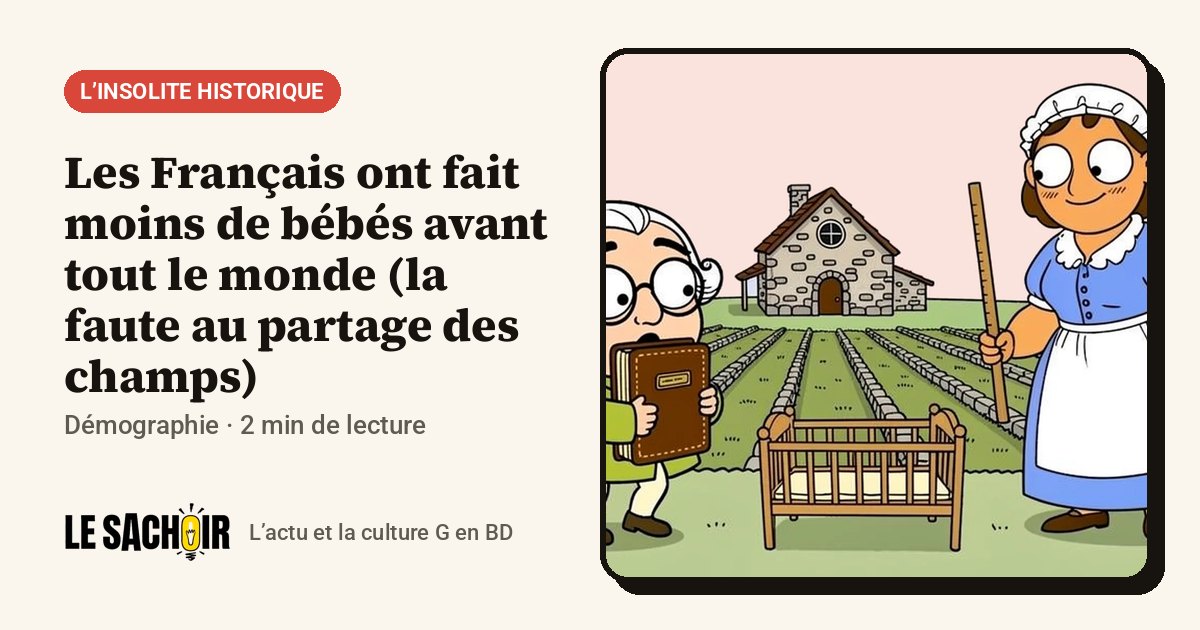 L’INSOLITE HISTORIQUE
Les Français ont fait
moins de bébés avant
tout le monde (la
faute au partage des
champs)
Démographie · 2 min de lecture
LE SACHOIR
L’actu et la culture G en BD